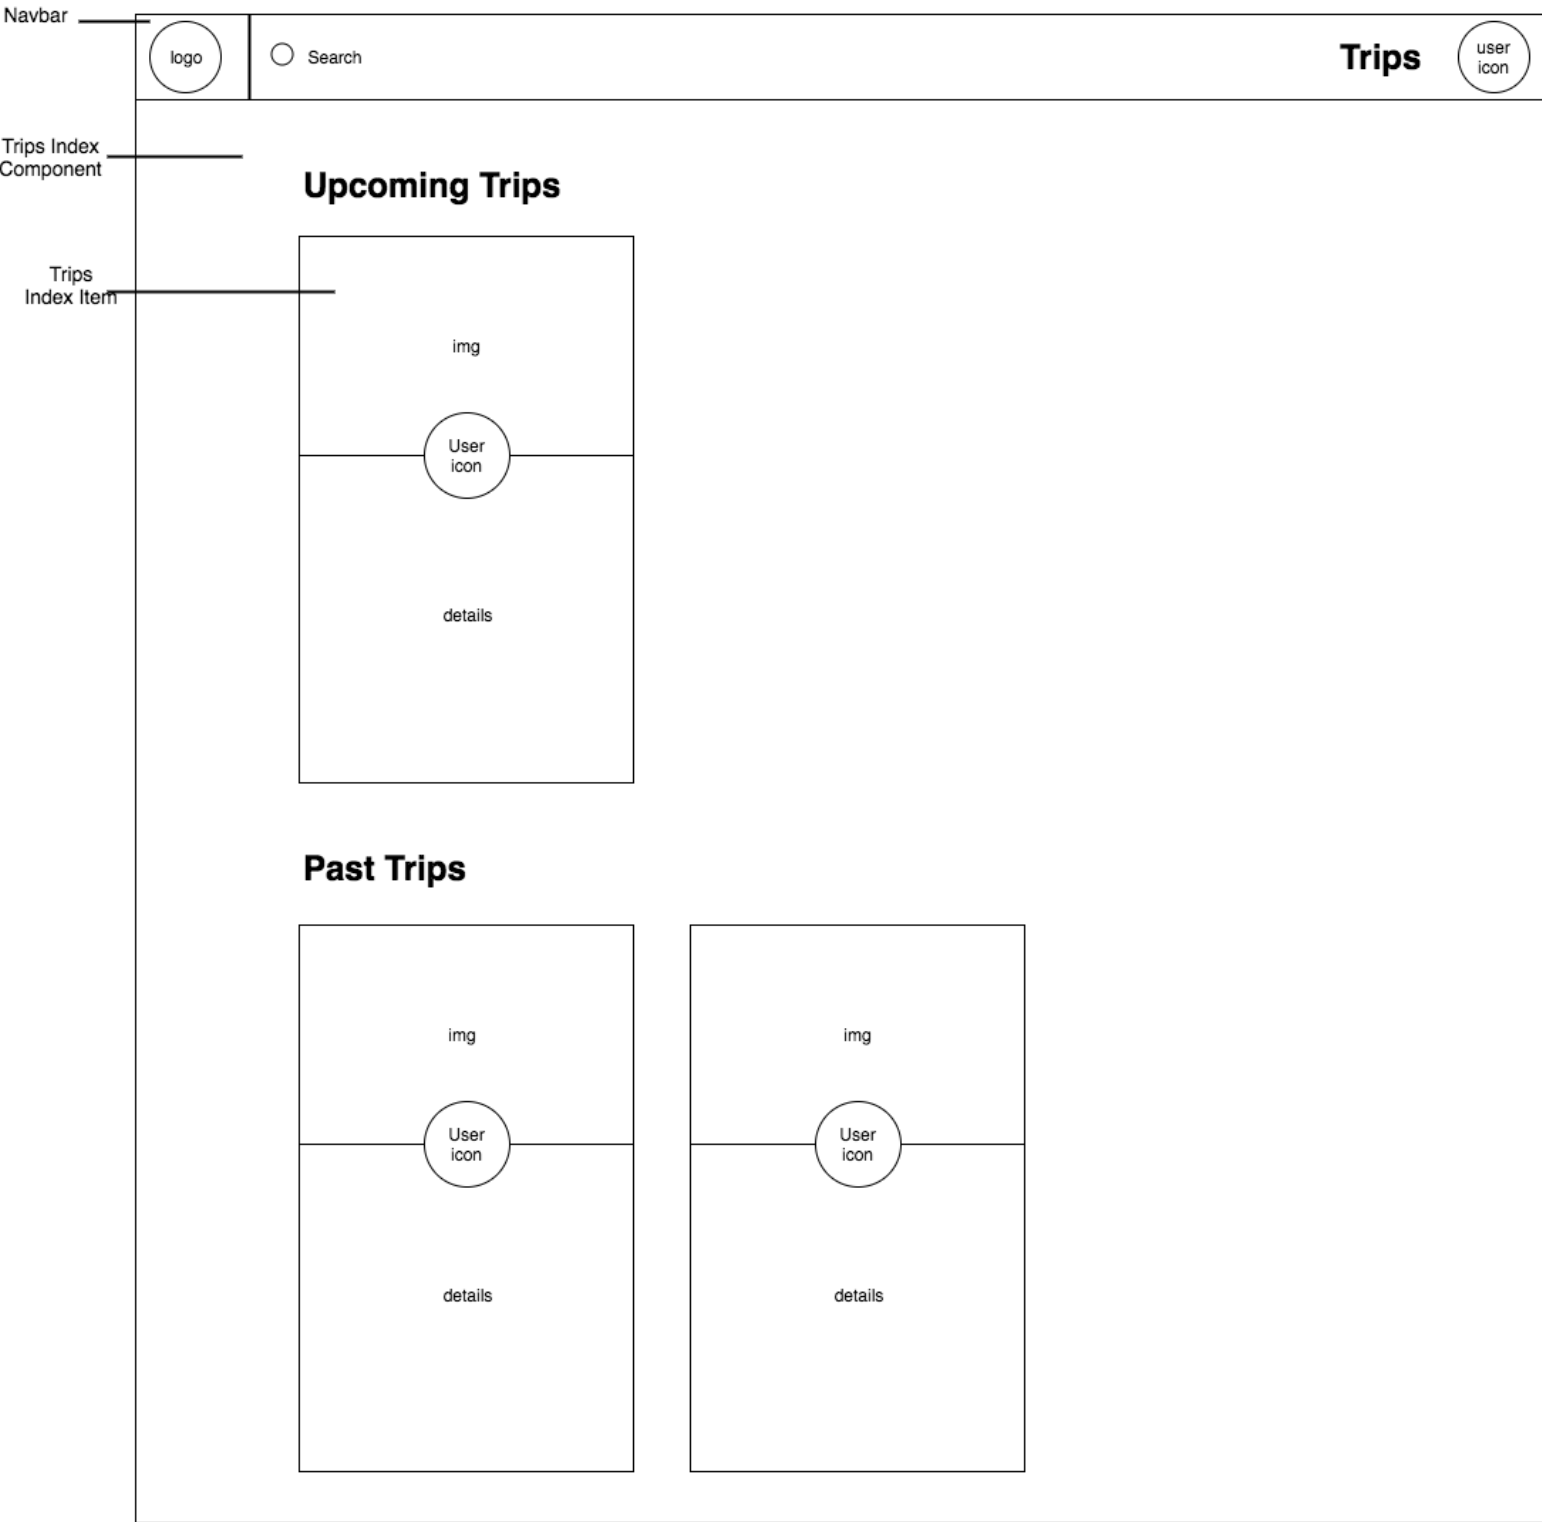 Navbar
logo
Search
Trips
user
icon
Trips Index
Component
Upcoming Trips
Trips
Index Item
img
User
icon
details
Past Trips
img
User
icon
details
img
User
icon
details